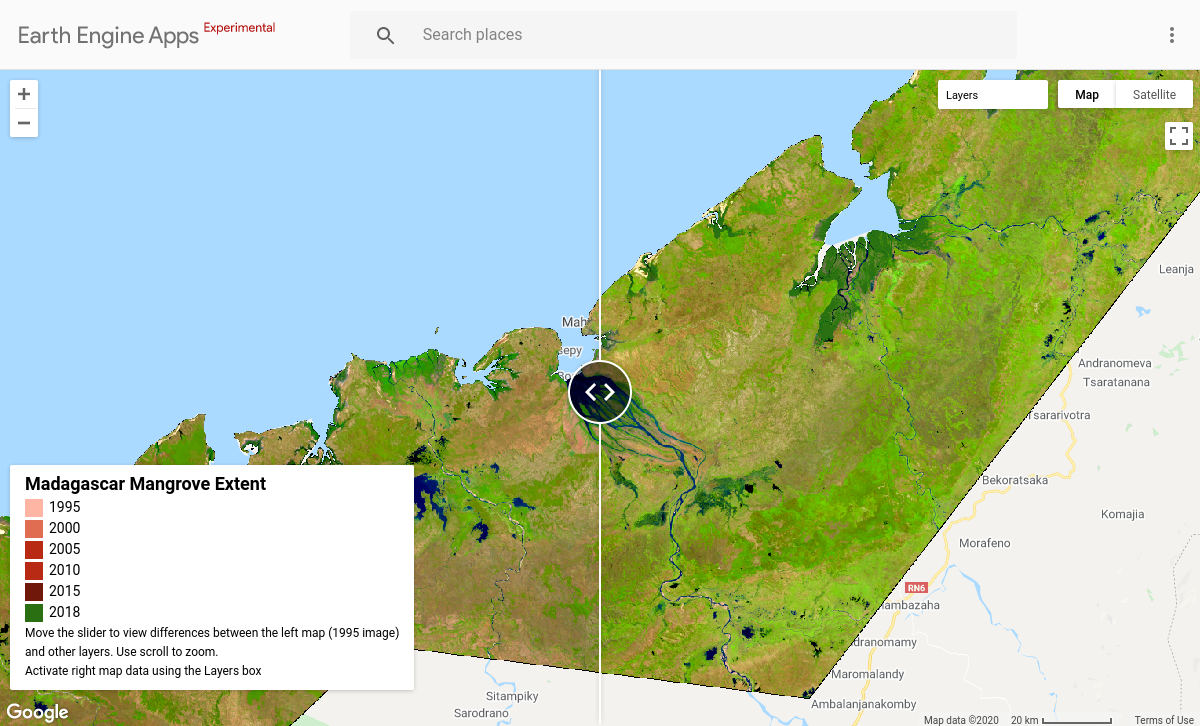 Earth Engine Apps Experimental
Search places
Layers
Map
Satellite
Leanja
Mah
sepy
Bo
Andranomeva
Tsaratanana
Tsararivotra
Bekoratsaka
Komajia
Morafeno
RN6
Ambazaha
dranomamy
Maromalandy
Ambalanjanakomby
Sitampiky
Sarodrano
Madagascar Mangrove Extent
1995
2000
2005
2010
2015
2018
Move the slider to view differences between the left map (1995 image)
and other layers. Use scroll to zoom.
Activate right map data using the Layers box
Google
Map data ©2020 20 km Terms of Use